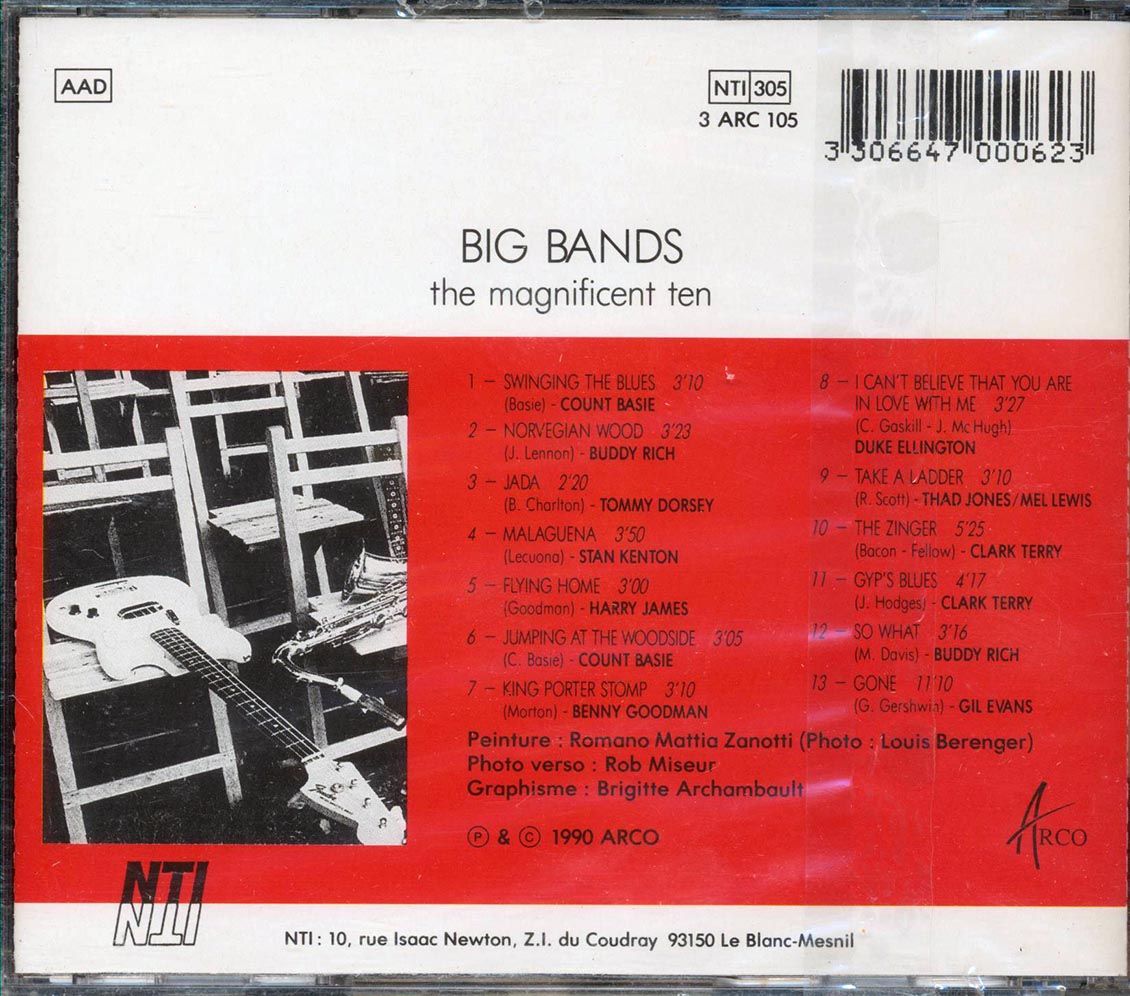 AAD
NTI 305
3 ARC 105
3 306647 000623
BIG BANDS
the magnificent ten
1 – SWINGING THE BLUES 3'10
(Basie) - COUNT BASIE
2 – NORVEGIAN WOOD 3'23
(J. Lennon) - BUDDY RICH
3 – JADA 2'20
(B. Charlton) - TOMMY DORSEY
4 – MALAGUENA 3'50
(Lecuona) - STAN KENTON
5 – FLYING HOME 3'00
(Goodman) - HARRY JAMES
6 – JUMPING AT THE WOODSIDE 3'05
(C. Basie) - COUNT BASIE
7 – KING PORTER STOMP 3'10
(Morton) - BENNY GOODMAN
8 – I CAN'T BELIEVE THAT YOU ARE
IN LOVE WITH ME 3'27
(C. Gaskill - J. Mc Hugh)
DUKE ELLINGTON
9 – TAKE A LADDER 3'10
(R. Scott) - THAD JONES/MEL LEWIS
10 – THE ZINGER 5'25
(Bacon - Fellow) - CLARK TERRY
11 – GYP'S BLUES 4'17
(J. Hodges) - CLARK TERRY
12 – SO WHAT 3'16
(M. Davis) - BUDDY RICH
13 – GONE 11'10
(G. Gershwin) - GIL EVANS
Peinture : Romano Mattia Zanotti (Photo : Louis Berenger)
Photo verso : Rob Miseur
Graphisme : Brigitte Archambault
Ⓟ & © 1990 ARCO
ARCO
NTI
NTI
NTI : 10, rue Isaac Newton, Z.I. du Coudray 93150 Le Blanc-Mesnil